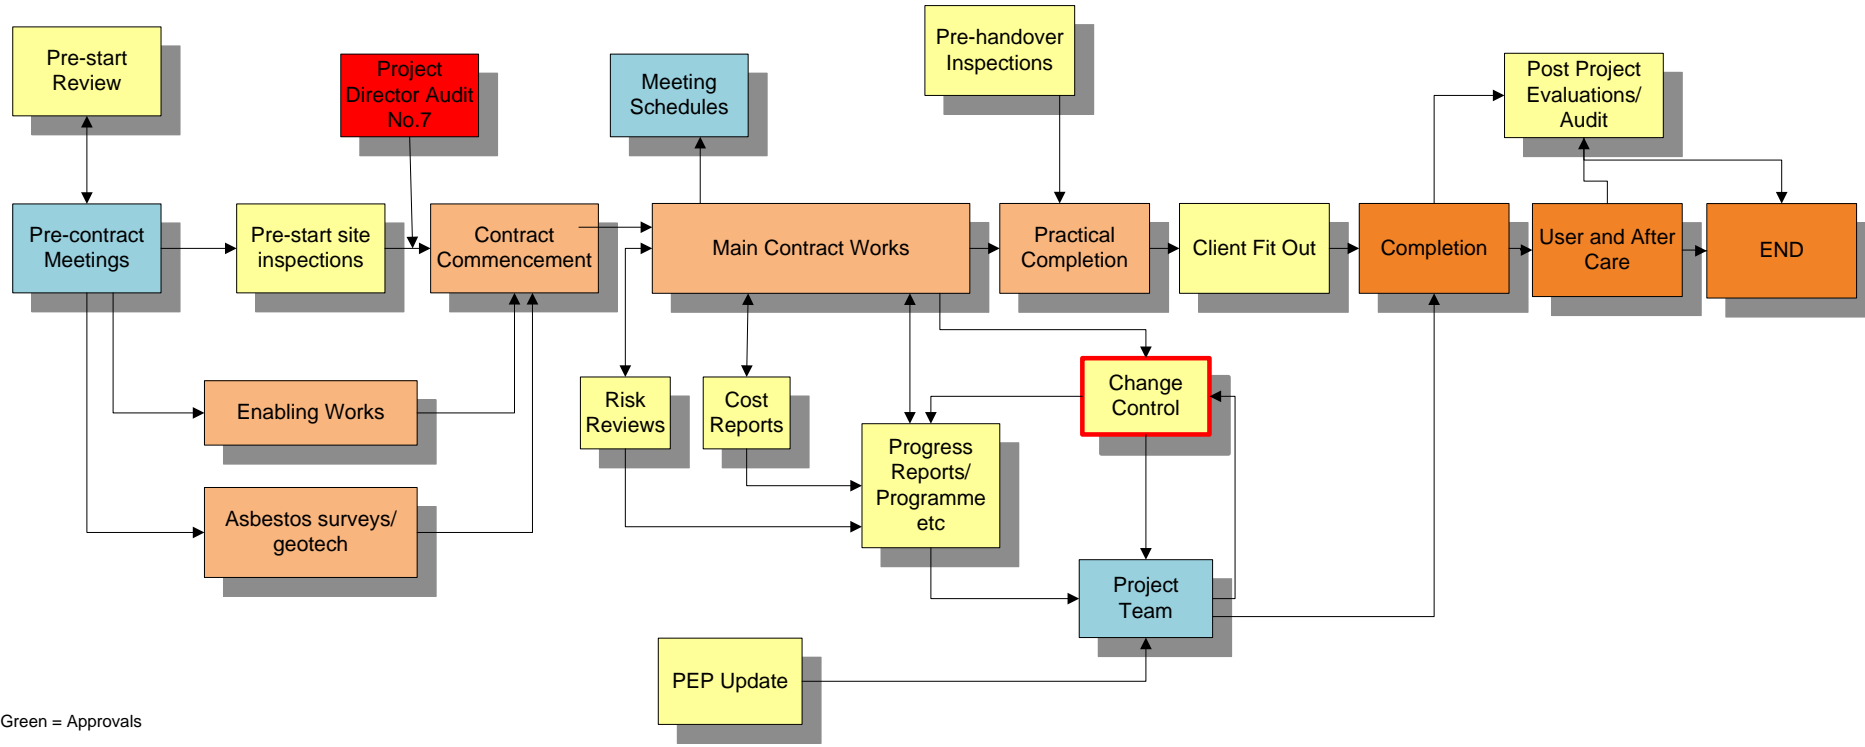 Pre-start
Review
Project
Director Audit
No.7
Meeting
Schedules
Pre-handover
Inspections
Post Project
Evaluations/
Audit
Pre-contract
Meetings
Pre-start site
inspections
Contract
Commencement
Main Contract Works
Practical
Completion
Client Fit Out
Completion
User and After
Care
END
Enabling Works
Risk
Reviews
Cost
Reports
Change
Control
Progress
Reports/
Programme
etc
Asbestos surveys/
geotech
Project
Team
PEP Update
Green = Approvals